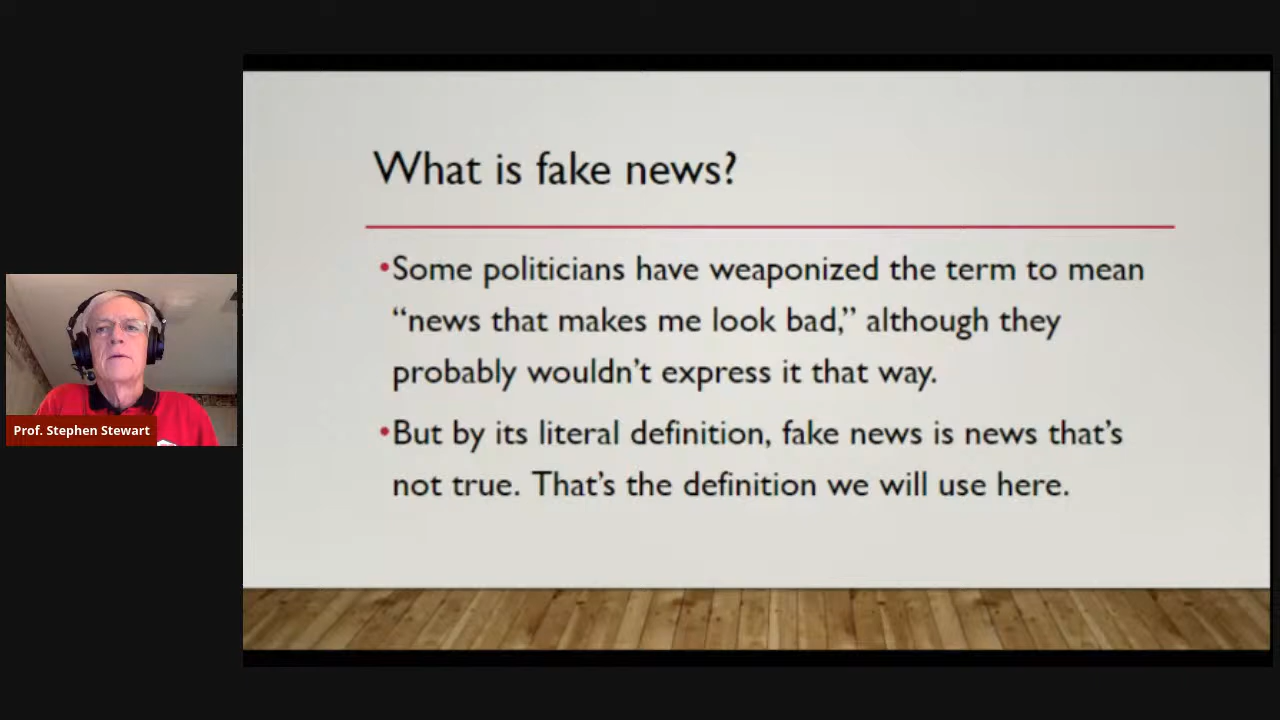 What is fake news?
•Some politicians have weaponized the term to mean
“news that makes me look bad,” although they
probably wouldn’t express it that way.
•But by its literal definition, fake news is news that’s
not true. That’s the definition we will use here.
Prof. Stephen Stewart